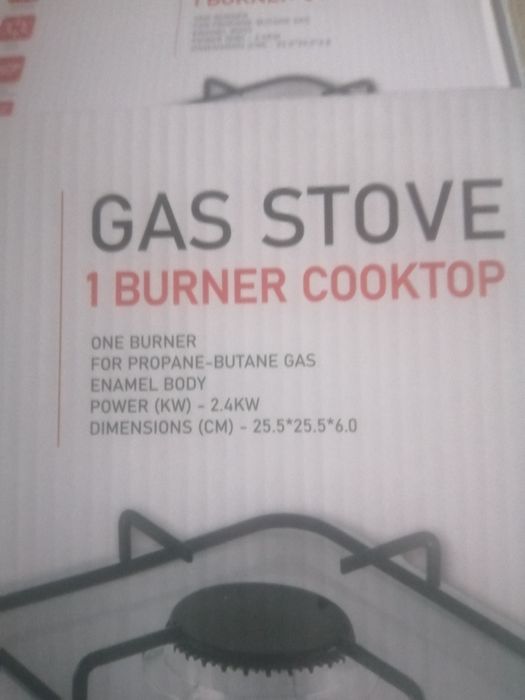 GAS STOVE
1 BURNER COOKTOP
ONE BURNER
FOR PROPANE-BUTANE GAS
ENAMEL BODY
POWER (KW) - 2.4KW
DIMENSIONS (CM) - 25.5*25.5*6.0